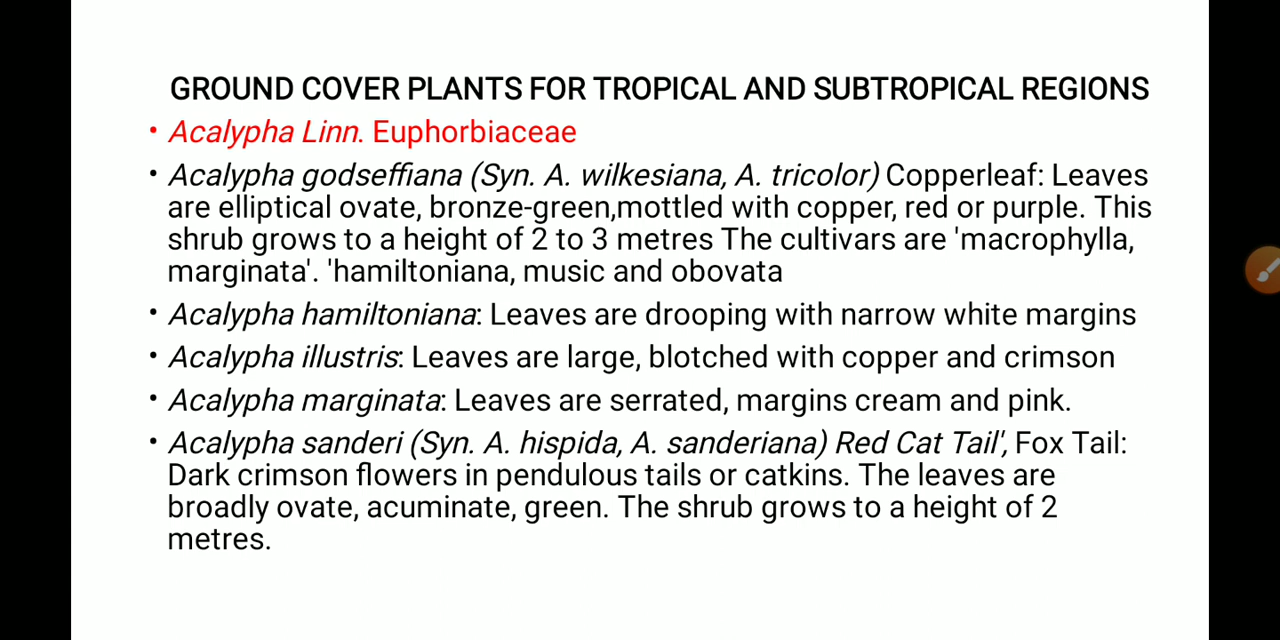 GROUND COVER PLANTS FOR TROPICAL AND SUBTROPICAL REGIONS
• Acalypha Linn. Euphorbiaceae
• Acalypha godseffiana (Syn. A. wilkesiana, A. tricolor) Copperleaf: Leaves
are elliptical ovate, bronze-green,mottled with copper, red or purple. This
shrub grows to a height of 2 to 3 metres The cultivars are 'macrophylla,
marginata'. 'hamiltoniana, music and obovata
• Acalypha hamiltoniana: Leaves are drooping with narrow white margins
• Acalypha illustris: Leaves are large, blotched with copper and crimson
• Acalypha marginata: Leaves are serrated, margins cream and pink.
• Acalypha sanderi (Syn. A. hispida, A. sanderiana) Red Cat Tail', Fox Tail:
Dark crimson flowers in pendulous tails or catkins. The leaves are
broadly ovate, acuminate, green. The shrub grows to a height of 2
metres.